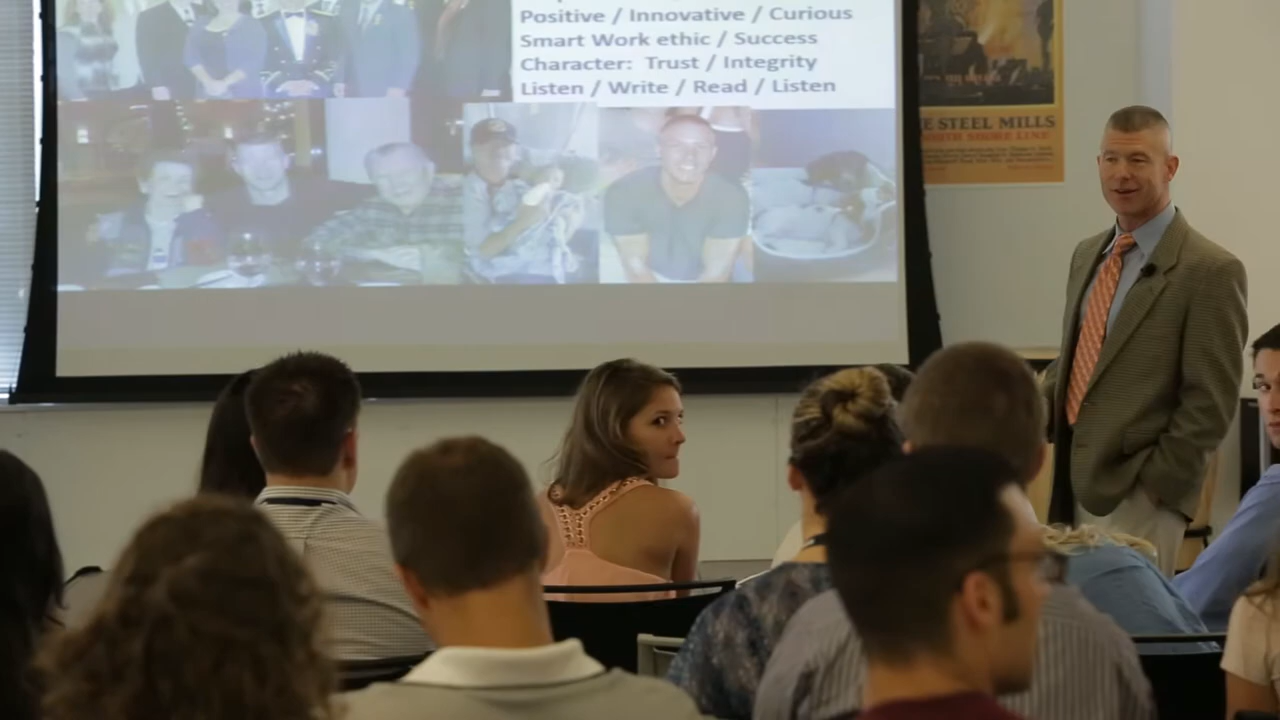 Positive / Innovative / Curious
Smart Work ethic / Success
Character: Trust / Integrity
Listen / Write / Read / Listen
E STEEL MILLS